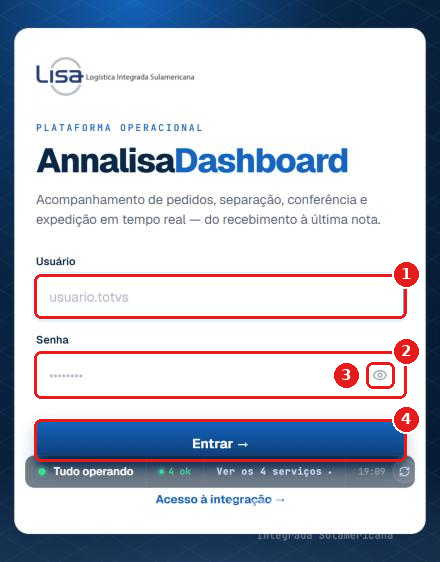 Lisa Logística Integrada Sulamericana
PLATAFORMA OPERACIONAL
AnnalisaDashboard
Acompanhamento de pedidos, separação, conferência e
expedição em tempo real — do recebimento à última nota.
Usuário
1
usuario.totvs
Senha
2
••••••••
3
4
Entrar →
Tudo operando
4 ok
Ver os 4 serviços
19:09
Acesso à integração →
Integrada Sulamericana